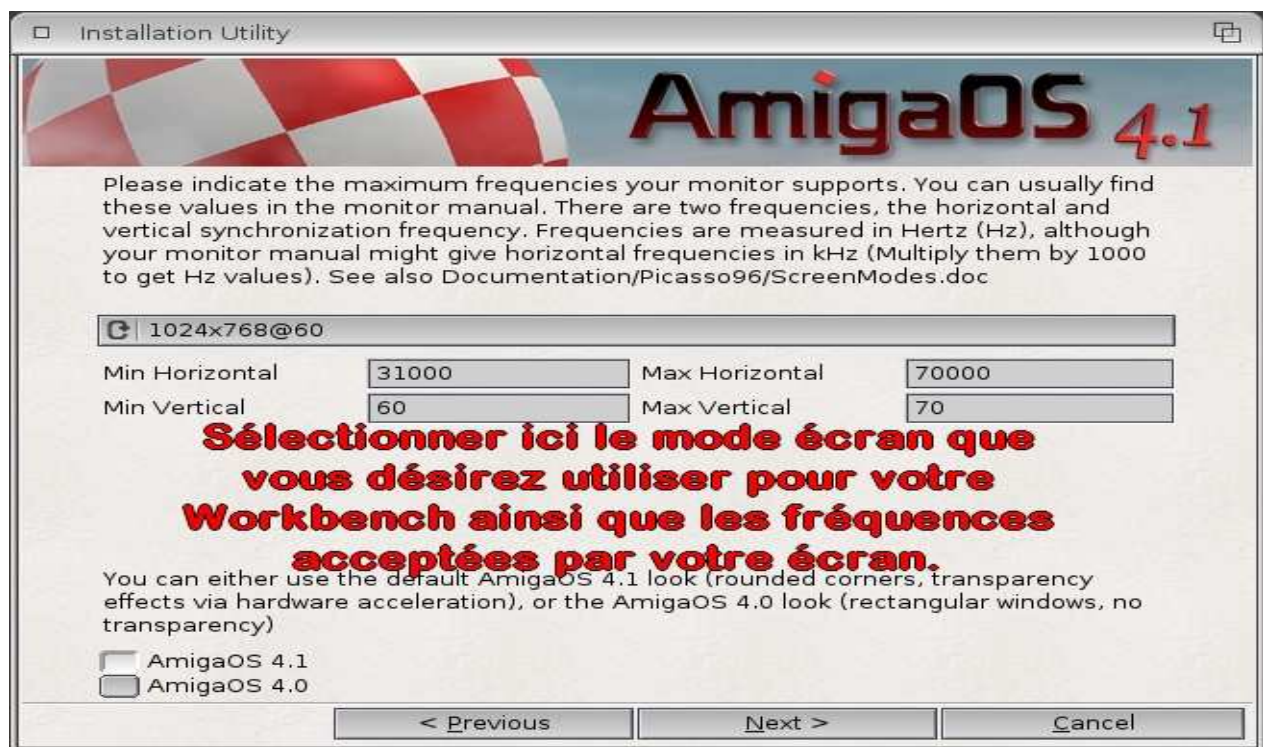 Installation Utility
AmigaOS 4.1
Please indicate the maximum frequencies your monitor supports. You can usually find
these values in the monitor manual. There are two frequencies, the horizontal and
vertical synchronization frequency. Frequencies are measured in Hertz (Hz), although
your monitor manual might give horizontal frequencies in kHz (Multiply them by 1000
to get Hz values). See also Documentation/Picasso96/ScreenModes.doc
1024x768@60
Min Horizontal 31000 Max Horizontal 70000
Min Vertical 60 Max Vertical 70
Sélectionner ici le mode écran que
vous désirez utiliser pour votre
Workbench ainsi que les fréquences
acceptées par votre écran.
You can either use the default AmigaOS 4.1 look (rounded corners, transparency
effects via hardware acceleration), or the AmigaOS 4.0 look (rectangular windows, no
transparency)
AmigaOS 4.1
AmigaOS 4.0
< Previous Next > Cancel